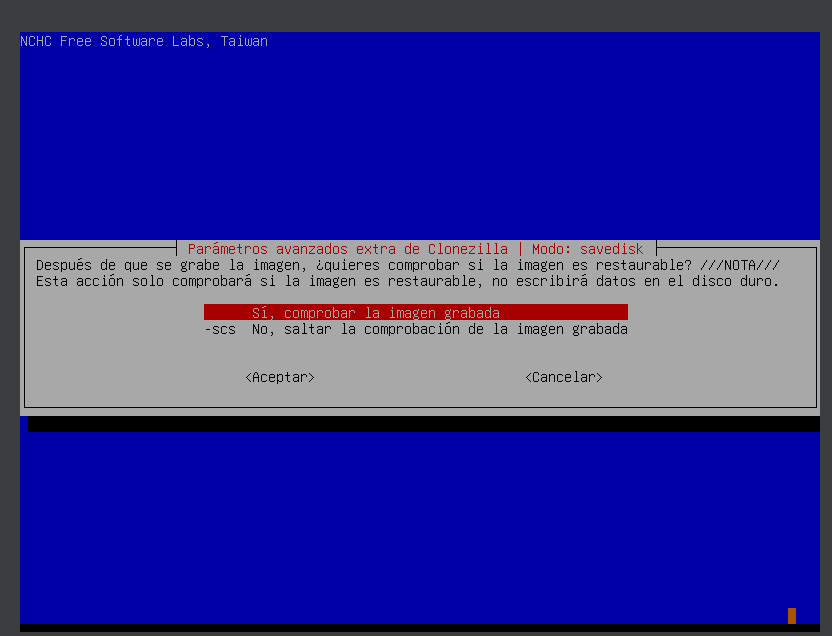 NCHC Free Software Labs, Taiwan
Parámetros avanzados extra de Clonezilla | Modo: savedisk
Después de que se grabe la imagen, ¿quieres comprobar si la imagen es restaurable? ///NOTA///
Esta acción solo comprobará si la imagen es restaurable, no escribirá datos en el disco duro.
Sí, comprobar la imagen grabada
-scs No, saltar la comprobación de la imagen grabada
<Aceptar> <Cancelar>